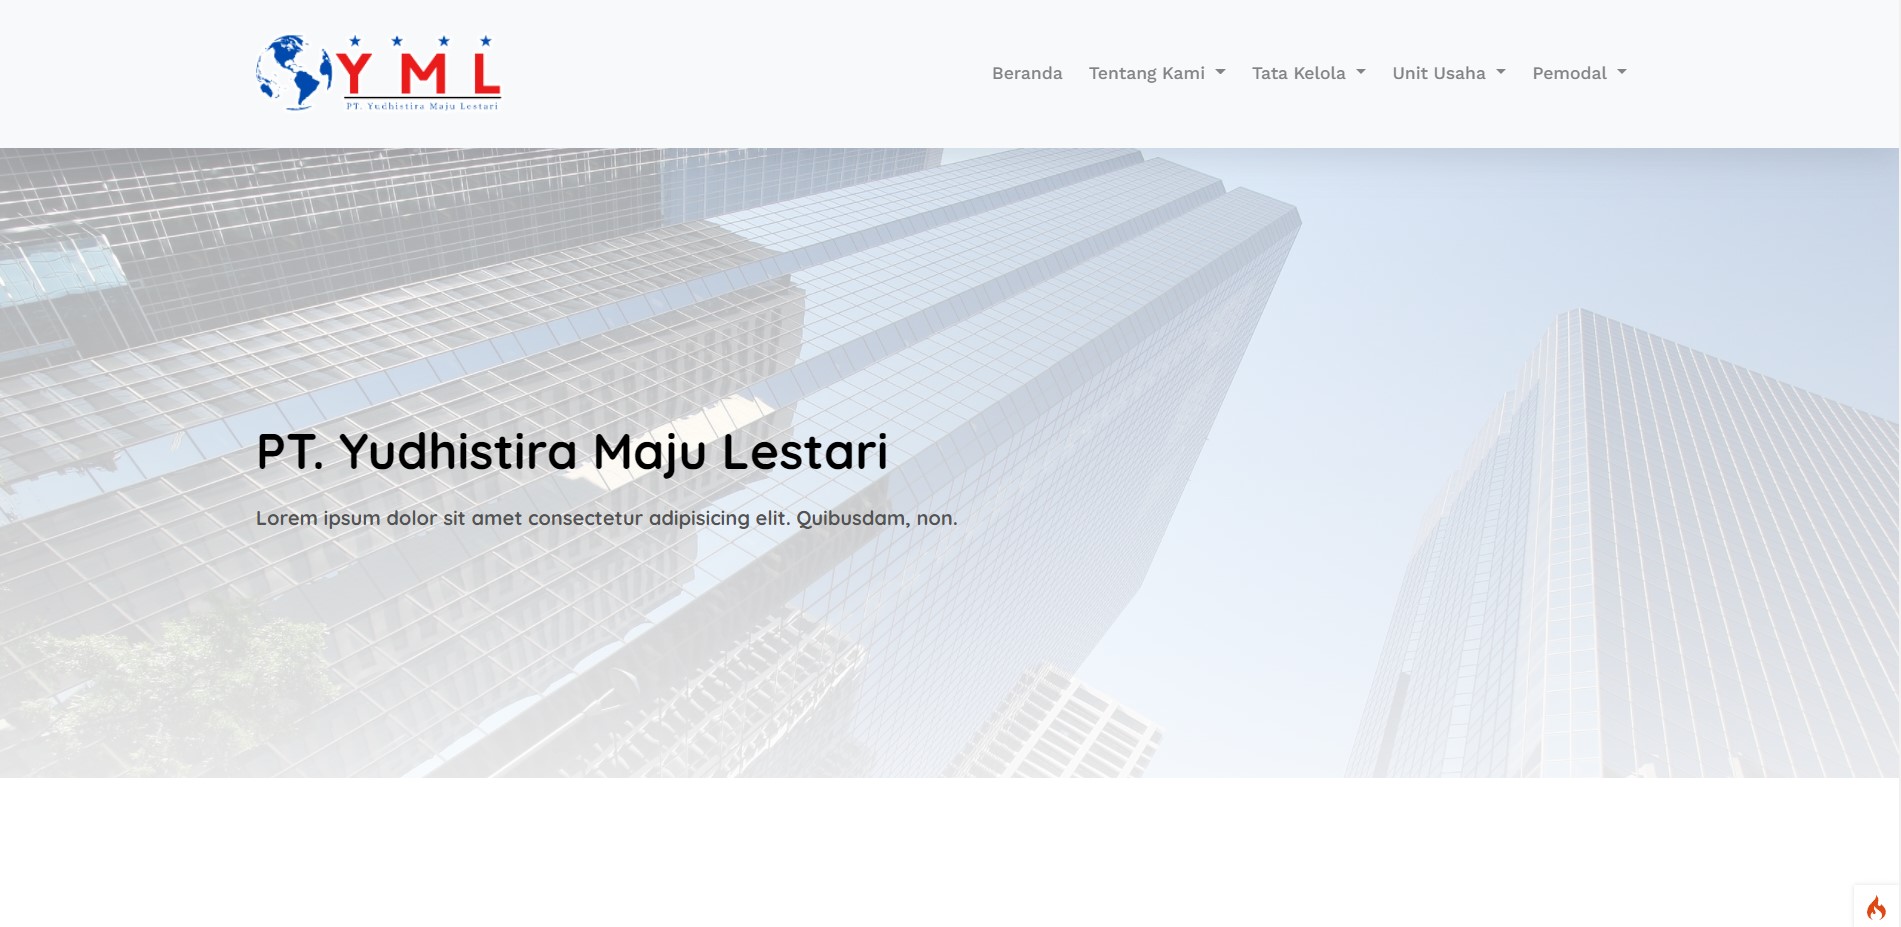 Y M L
PT. Yudhistira Maju Lestari
Beranda
Tentang Kami
Tata Kelola
Unit Usaha
Pemodal
PT. Yudhistira Maju Lestari
Lorem ipsum dolor sit amet consectetur adipisicing elit. Quibusdam, non.